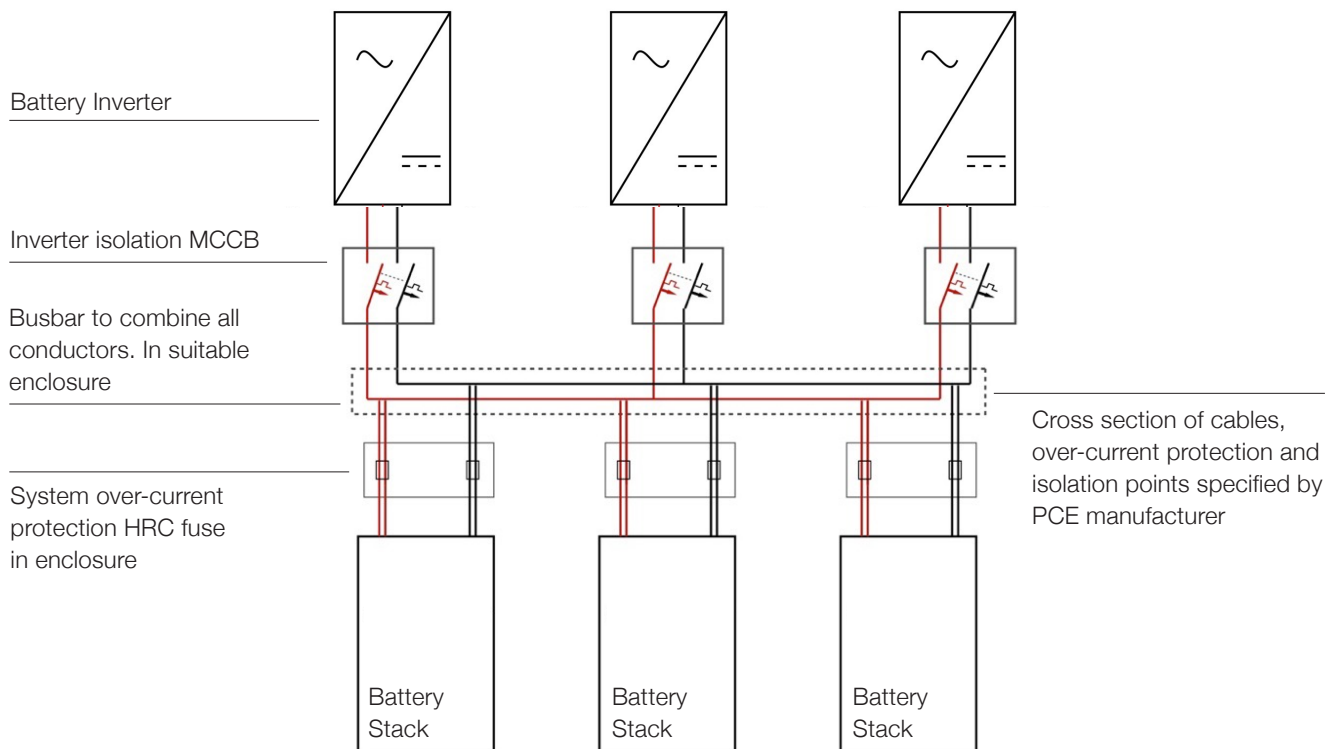 Battery Inverter
Inverter isolation MCCB
Busbar to combine all
conductors. In suitable
enclosure
System over-current
protection HRC fuse
in enclosure
Cross section of cables,
over-current protection and
isolation points specified by
PCE manufacturer
Battery
Stack
Battery
Stack
Battery
Stack